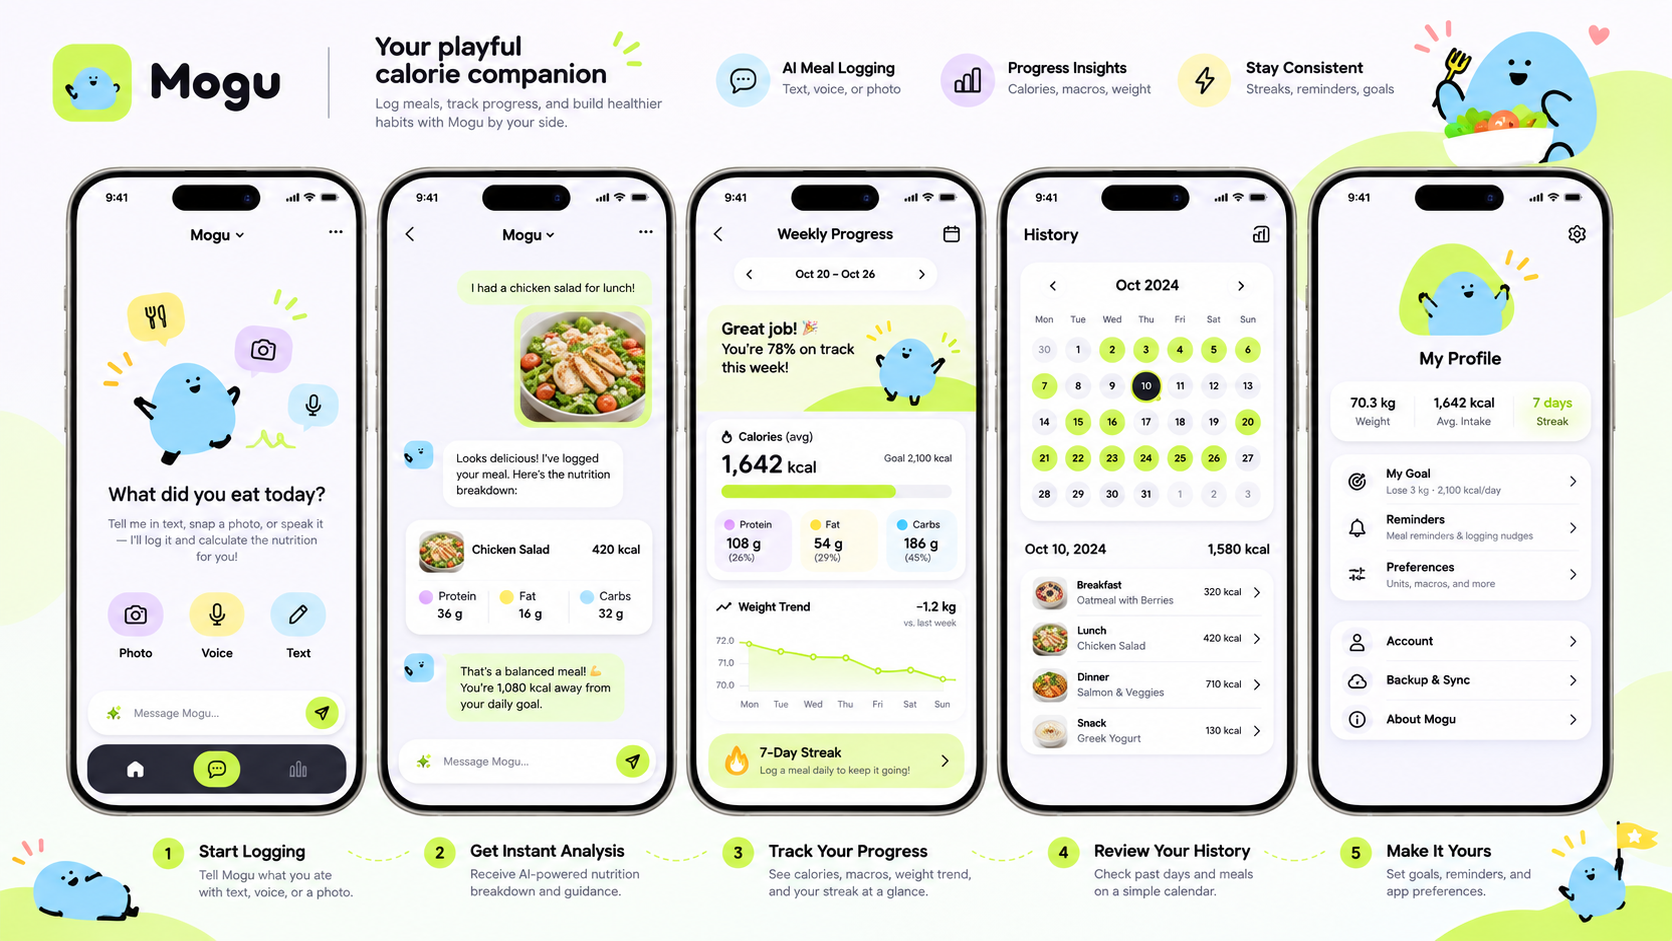 Mogu
Your playful
calorie companion
Log meals, track progress, and build healthier
habits with Mogu by your side.
AI Meal Logging
Text, voice, or photo
Progress Insights
Calories, macros, weight
Stay Consistent
Streaks, reminders, goals
9:41
Mogu
What did you eat today?
Tell me in text, snap a photo, or speak it
— I'll log it and calculate the nutrition
for you!
Photo
Voice
Text
Message Mogu...
9:41
Mogu
I had a chicken salad for lunch!
Looks delicious! I've logged
your meal. Here's the nutrition
breakdown:
Chicken Salad 420 kcal
Protein Fat Carbs
36 g 16 g 32 g
That's a balanced meal! 💪
You're 1,080 kcal away from
your daily goal.
Message Mogu...
9:41
Weekly Progress
Oct 20 – Oct 26
Great job! 🎉
You're 78% on track
this week!
Calories (avg)
1,642 kcal Goal 2,100 kcal
Protein Fat Carbs
108 g 54 g 186 g
(26%) (29%) (45%)
Weight Trend −1.2 kg
vs. last week
72.0
71.0
70.0
Mon Tue Wed Thu Fri Sat Sun
7-Day Streak
Log a meal daily to keep it going!
9:41
History
Oct 2024
Mon Tue Wed Thu Fri Sat Sun
30 1 2 3 4 5 6
7 8 9 10 11 12 13
14 15 16 17 18 19 20
21 22 23 24 25 26 27
28 29 30 31 1 2 3
Oct 10, 2024 1,580 kcal
Breakfast
Oatmeal with Berries 320 kcal
Lunch
Chicken Salad 420 kcal
Dinner
Salmon & Veggies 710 kcal
Snack
Greek Yogurt 130 kcal
9:41
My Profile
70.3 kg 1,642 kcal 7 days
Weight Avg. Intake Streak
My Goal
Lose 3 kg · 2,100 kcal/day
Reminders
Meal reminders & logging nudges
Preferences
Units, macros, and more
Account
Backup & Sync
About Mogu
1 Start Logging
Tell Mogu what you ate
with text, voice, or a photo.
2 Get Instant Analysis
Receive AI-powered nutrition
breakdown and guidance.
3 Track Your Progress
See calories, macros, weight trend,
and your streak at a glance.
4 Review Your History
Check past days and meals
on a simple calendar.
5 Make It Yours
Set goals, reminders, and
app preferences.